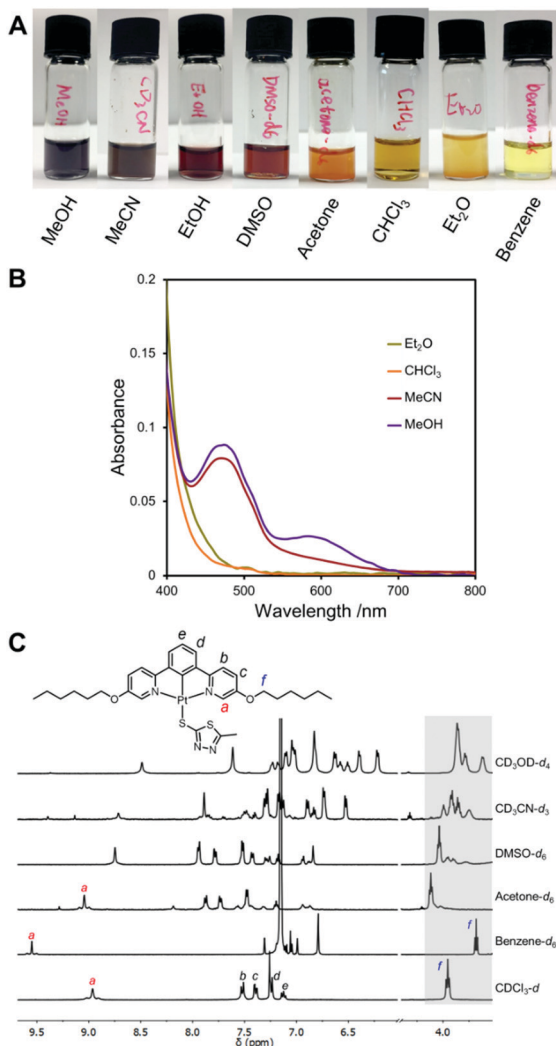 A
MeOH
CD3CN
EtOH
DMSO-d6
acetone-d6
CHCl3
Et2O
benzene-d6
MeOH
MeCN
EtOH
DMSO
Acetone
CHCl₃
Et₂O
Benzene
B
0.2
0.15
0.1
0.05
0
Absorbance
Et₂O
CHCl₃
MeCN
MeOH
400
500
600
700
800
Wavelength /nm
C
e
d
b
c
f
a
O
N
N
O
Pt
S
S
N-N
CD₃OD-d₄
CD₃CN-d₃
DMSO-d₆
a
Acetone-d₆
a
f
Benzene-d₆
a
b
c
d
e
f
CDCl₃-d
9.5
9.0
8.5
8.0
7.5
7.0
6.5
6.0
4.0
δ (ppm)